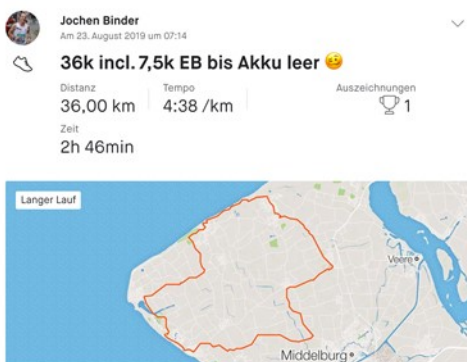 Jochen Binder
Am 23. August 2019 um 07:14
36k incl. 7,5k EB bis Akku leer
Distanz
36,00 km
Tempo
4:38 /km
Auszeichnungen
1
Zeit
2h 46min
Langer Lauf
Veere
Middelburg